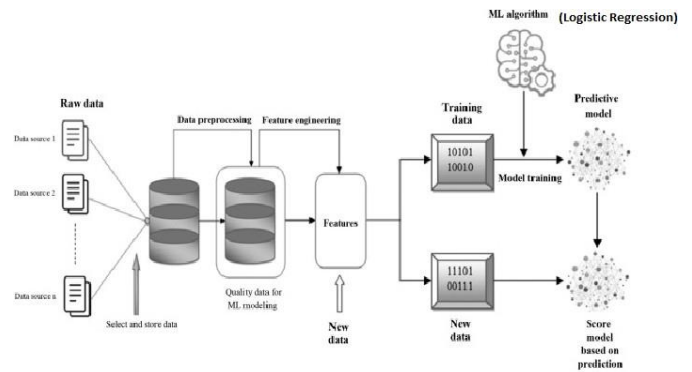 ML algorithm
(Logistic Regression)
Raw data
Data source 1
Data source 2
Data source n
Select and store data
Data preprocessing
Feature engineering
Quality data for
ML modeling
Features
New
data
Training
data
10101
10010
Model training
Predictive
model
11101
00111
New
data
Score
model
based on
prediction